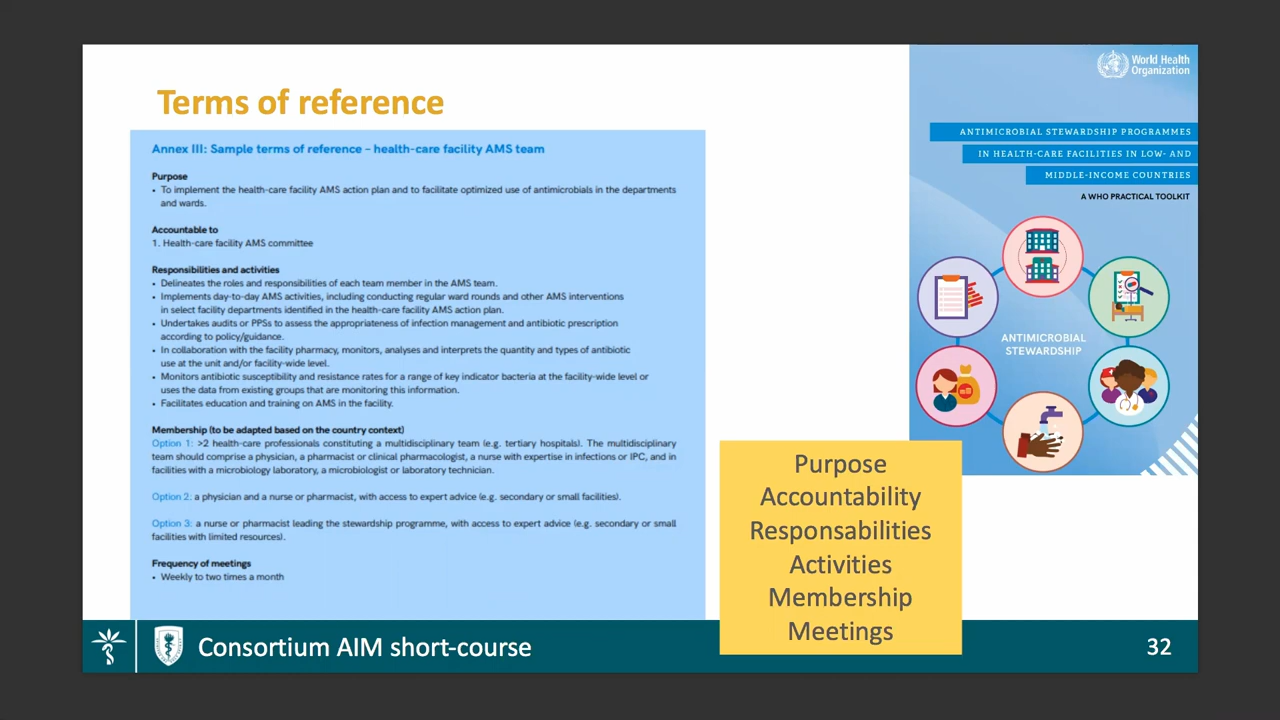 Terms of reference
Annex III: Sample terms of reference – health-care facility AMS team
Purpose
• To implement the health-care facility AMS action plan and to facilitate optimized use of antimicrobials in the departments
and wards.
Accountable to
1. Health-care facility AMS committee
Responsibilities and activities
• Delineates the roles and responsibilities of each team member in the AMS team.
• Implements day-to-day AMS activities, including conducting regular ward rounds and other AMS interventions
in select facility departments identified in the health-care facility AMS action plan.
• Undertakes audits or PPSs to assess the appropriateness of infection management and antibiotic prescription
according to policy/guidance.
• In collaboration with the facility pharmacy, monitors, analyses and interprets the quantity and types of antibiotic
use at the unit and/or facility-wide level.
• Monitors antibiotic susceptibility and resistance rates for a range of key indicator bacteria at the facility-wide level or
uses the data from existing groups that are monitoring this information.
• Facilitates education and training on AMS in the facility.
Membership (to be adapted based on the country context)
Option 1: >2 health-care professionals constituting a multidisciplinary team (e.g. tertiary hospitals). The multidisciplinary
team should comprise a physician, a pharmacist or clinical pharmacologist, a nurse with expertise in infections or IPC, and in
facilities with a microbiology laboratory, a microbiologist or laboratory technician.
Option 2: a physician and a nurse or pharmacist, with access to expert advice (e.g. secondary or small facilities).
Option 3: a nurse or pharmacist leading the stewardship programme, with access to expert advice (e.g. secondary or small
facilities with limited resources).
Frequency of meetings
• Weekly to two times a month
World Health
Organization
ANTIMICROBIAL STEWARDSHIP PROGRAMMES
IN HEALTH-CARE FACILITIES IN LOW- AND
MIDDLE-INCOME COUNTRIES
A WHO PRACTICAL TOOLKIT
ANTIMICROBIAL
STEWARDSHIP
Purpose
Accountability
Responsabilities
Activities
Membership
Meetings
Consortium AIM short-course
32